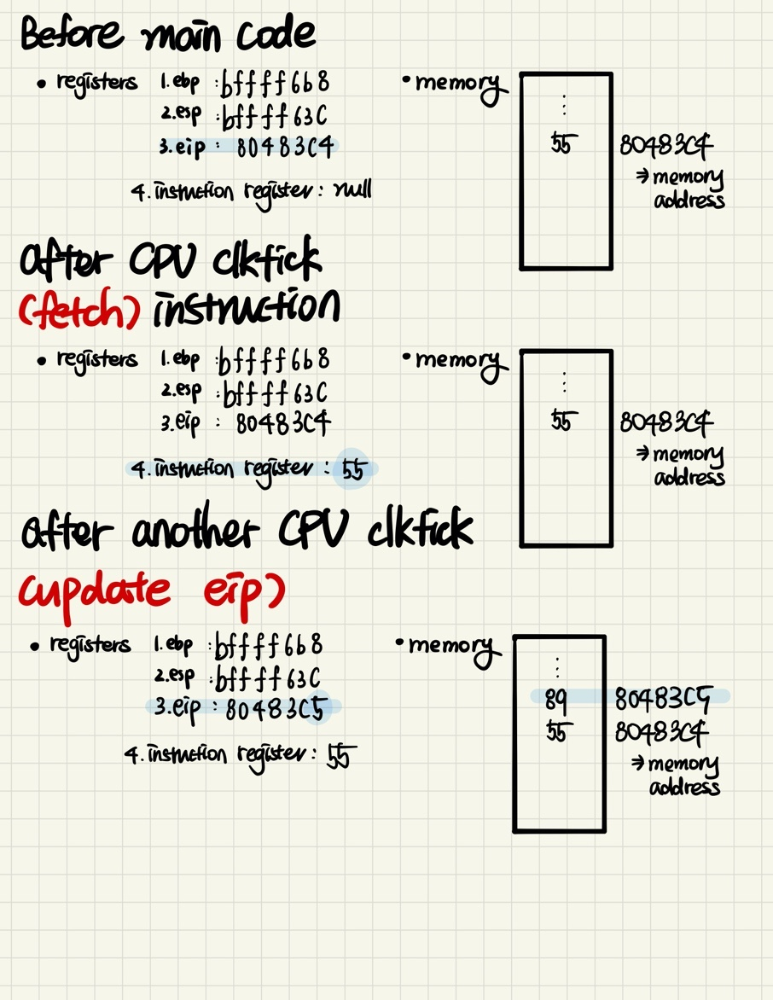 Before main code
• registers 1.ebp :bffff6b8
2.esp :bffff63C
3.eip : 80483C4
4. instruction register : null
• memory
⋮
55 80483C4
⇒ memory
address
after CPU clktick
(fetch) instruction
• registers 1.ebp :bffff6b8
2.esp :bffff63C
3.eip : 80483C4
4. instruction register : 55
• memory
⋮
55 80483C4
⇒ memory
address
after another CPU clktick
(update eip)
• registers 1.ebp :bffff6b8
2.esp :bffff63C
3.eip : 80483C5
4. instruction register : 55
• memory
⋮
89 80483C5
55 80483C4
⇒ memory
address